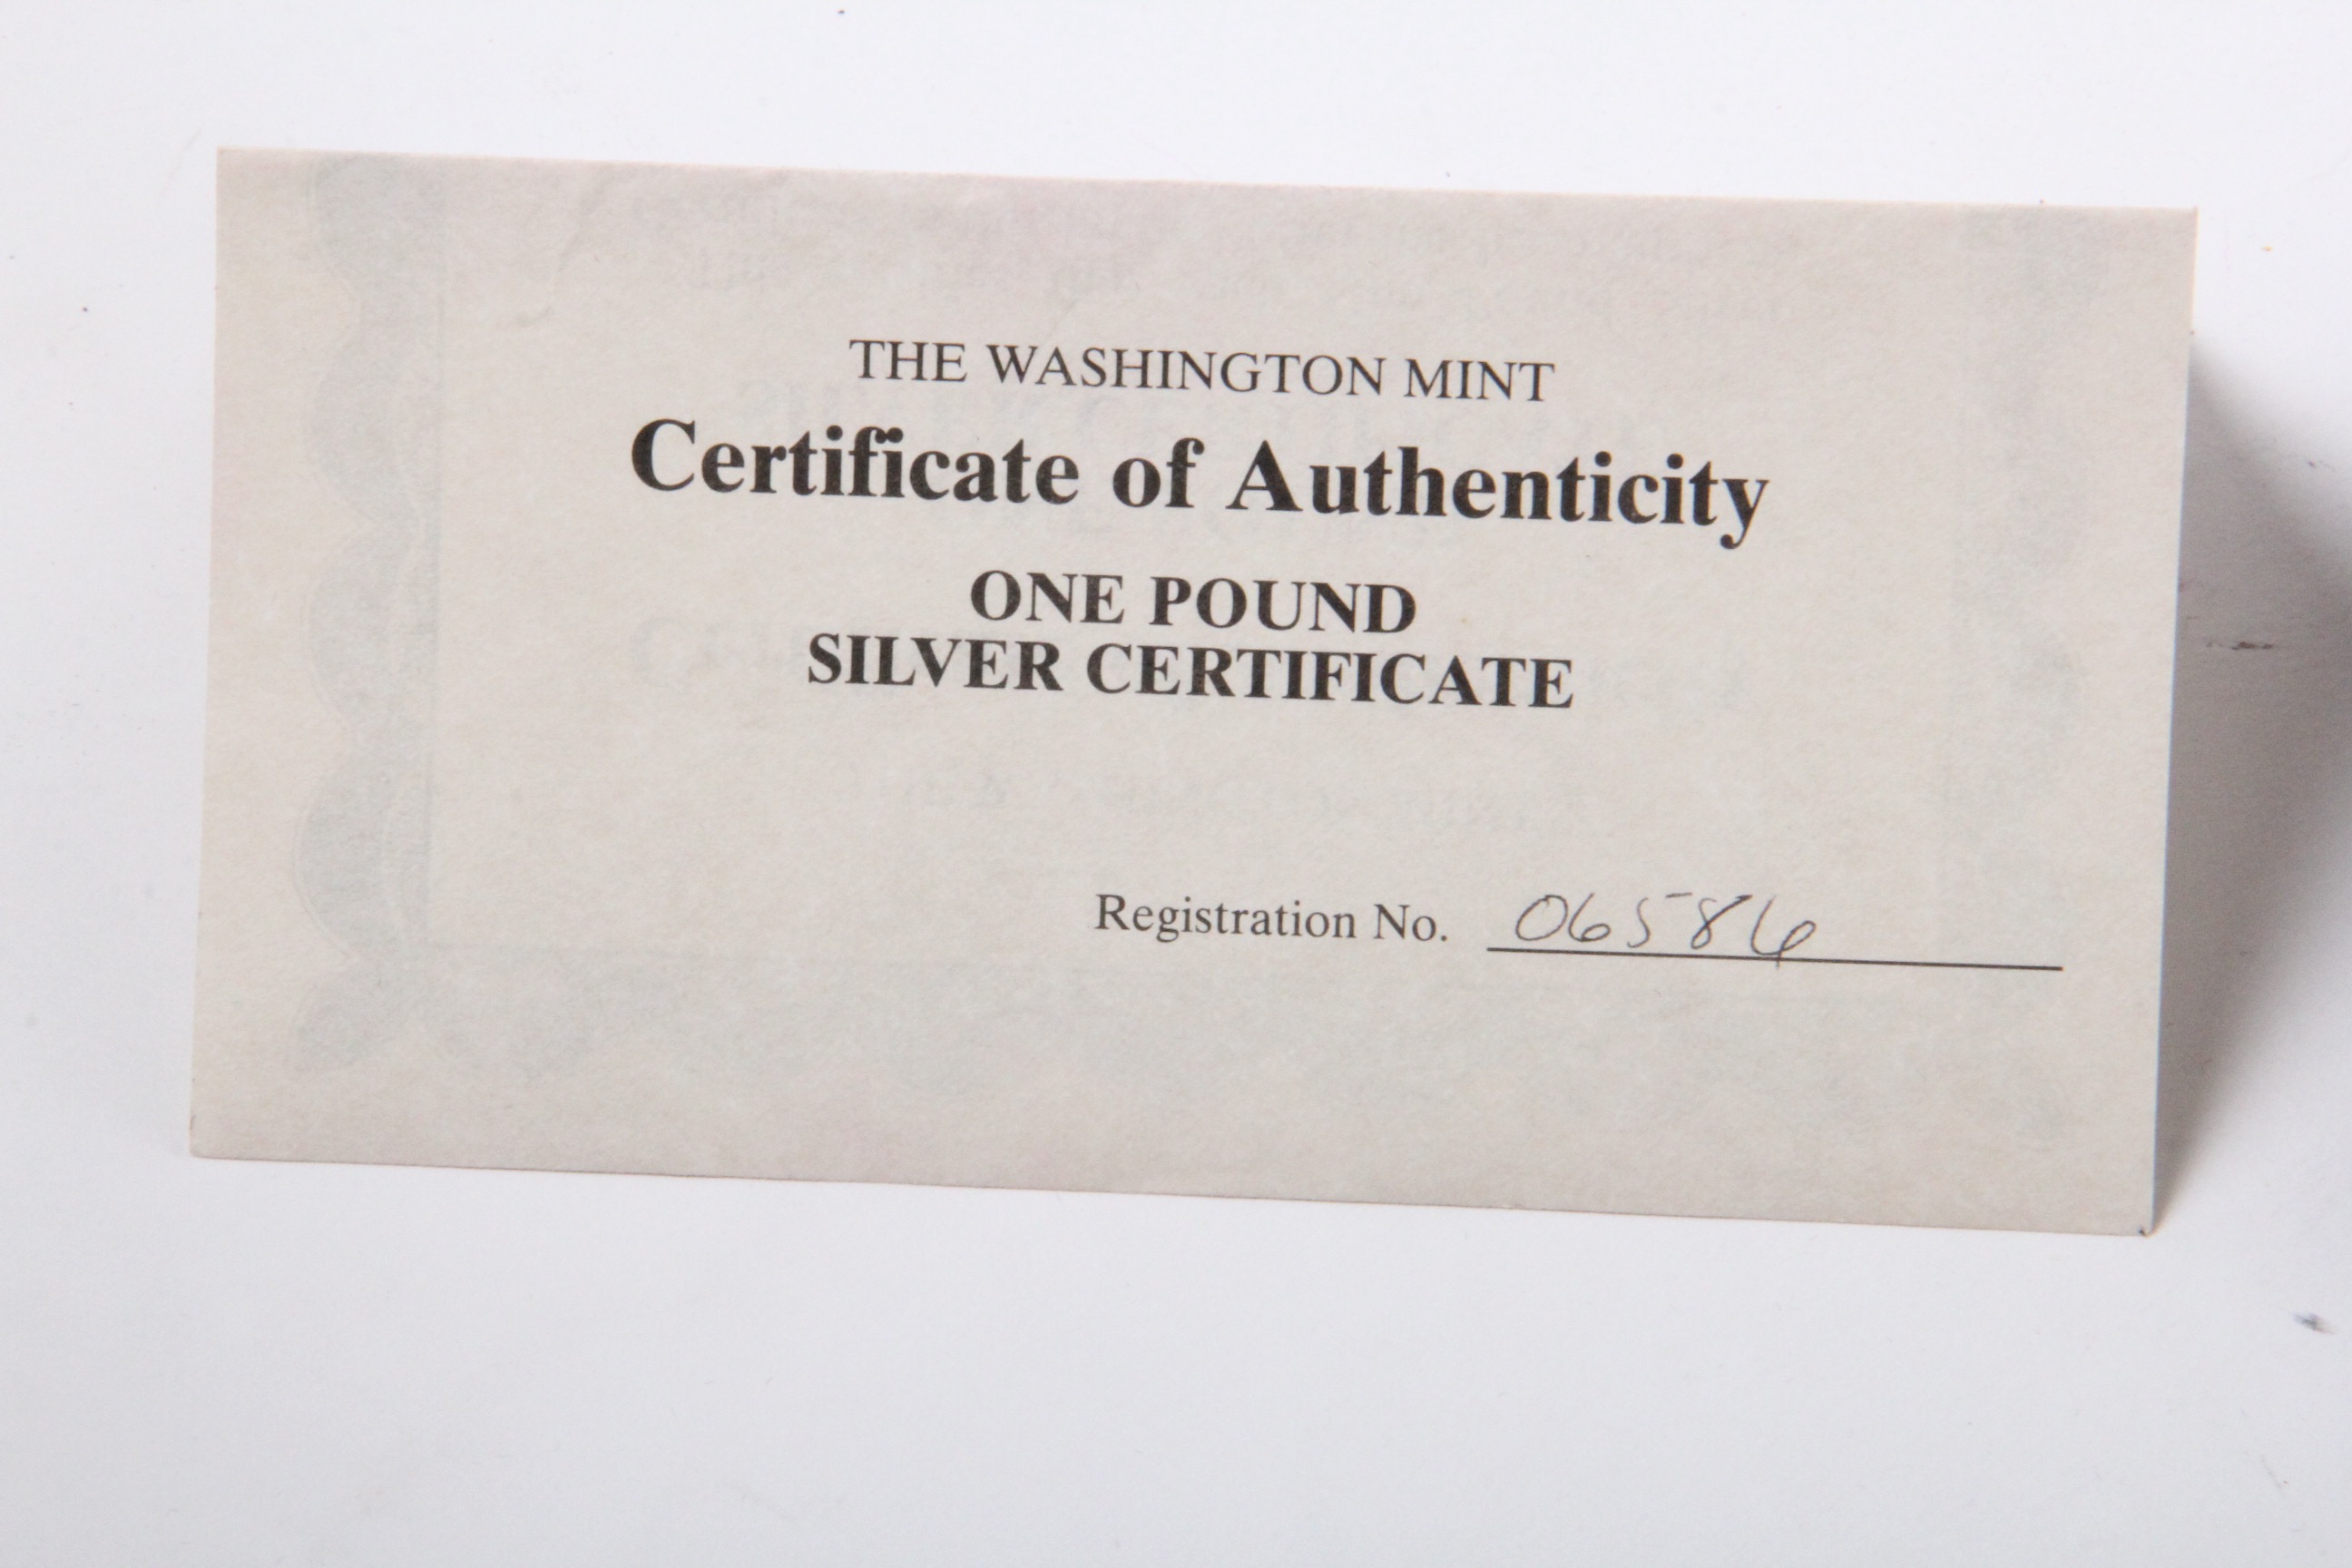 THE WASHINGTON MINT
Certificate of Authenticity
ONE POUND
SILVER CERTIFICATE
Registration No. 06586